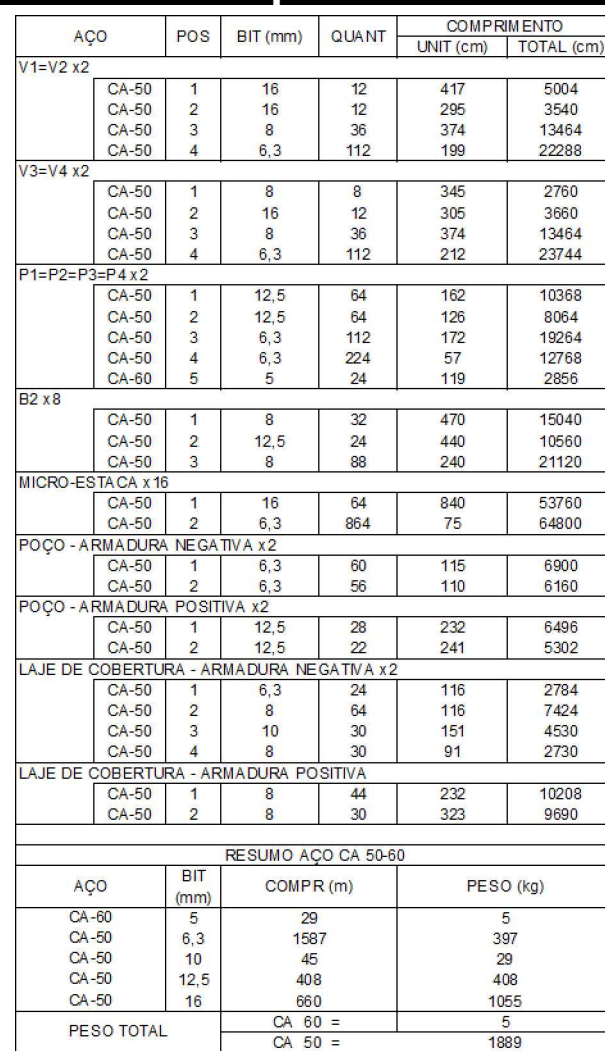 AÇO POS BIT (mm) QUANT COMPRIMENTO
UNIT (cm) TOTAL (cm)
V1=V2 x2
CA-50 1 16 12 417 5004
CA-50 2 16 12 295 3540
CA-50 3 8 36 374 13464
CA-50 4 6,3 112 199 22288
V3=V4 x2
CA-50 1 8 8 345 2760
CA-50 2 16 12 305 3660
CA-50 3 8 36 374 13464
CA-50 4 6,3 112 212 23744
P1=P2=P3=P4 x2
CA-50 1 12,5 64 162 10368
CA-50 2 12,5 64 126 8064
CA-50 3 6,3 112 172 19264
CA-50 4 6,3 224 57 12768
CA-60 5 5 24 119 2856
B2 x8
CA-50 1 8 32 470 15040
CA-50 2 12,5 24 440 10560
CA-50 3 8 88 240 21120
MICRO-ESTACA x16
CA-50 1 16 64 840 53760
CA-50 2 6,3 864 75 64800
POÇO - ARMADURA NEGATIVA x2
CA-50 1 6,3 60 115 6900
CA-50 2 6,3 56 110 6160
POÇO - ARMADURA POSITIVA x2
CA-50 1 12,5 28 232 6496
CA-50 2 12,5 22 241 5302
LAJE DE COBERTURA - ARMADURA NEGATIVA x2
CA-50 1 6,3 24 116 2784
CA-50 2 8 64 116 7424
CA-50 3 10 30 151 4530
CA-50 4 8 30 91 2730
LAJE DE COBERTURA - ARMADURA POSITIVA
CA-50 1 8 44 232 10208
CA-50 2 8 30 323 9690
RESUMO AÇO CA 50-60
AÇO BIT (mm) COMPR (m) PESO (kg)
CA-60 5 29 5
CA-50 6,3 1587 397
CA-50 10 45 29
CA-50 12,5 408 408
CA-50 16 660 1055
PESO TOTAL CA 60 = 5
CA 50 = 1889